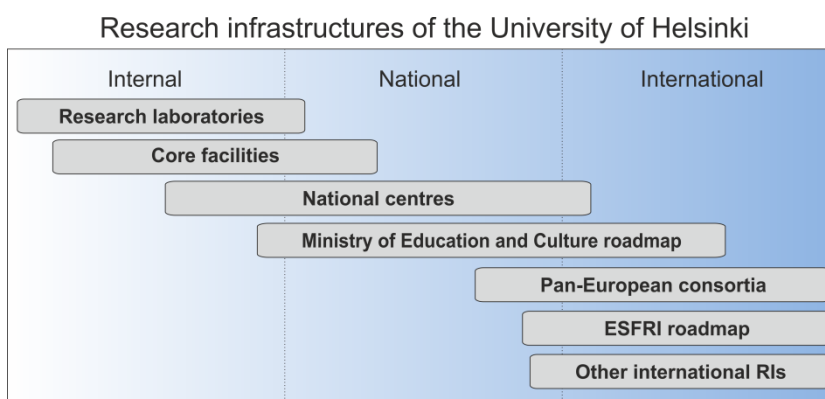 Research infrastructures of the University of Helsinki
Internal National International
Research laboratories
Core facilities
National centres
Ministry of Education and Culture roadmap
Pan-European consortia
ESFRI roadmap
Other international RIs